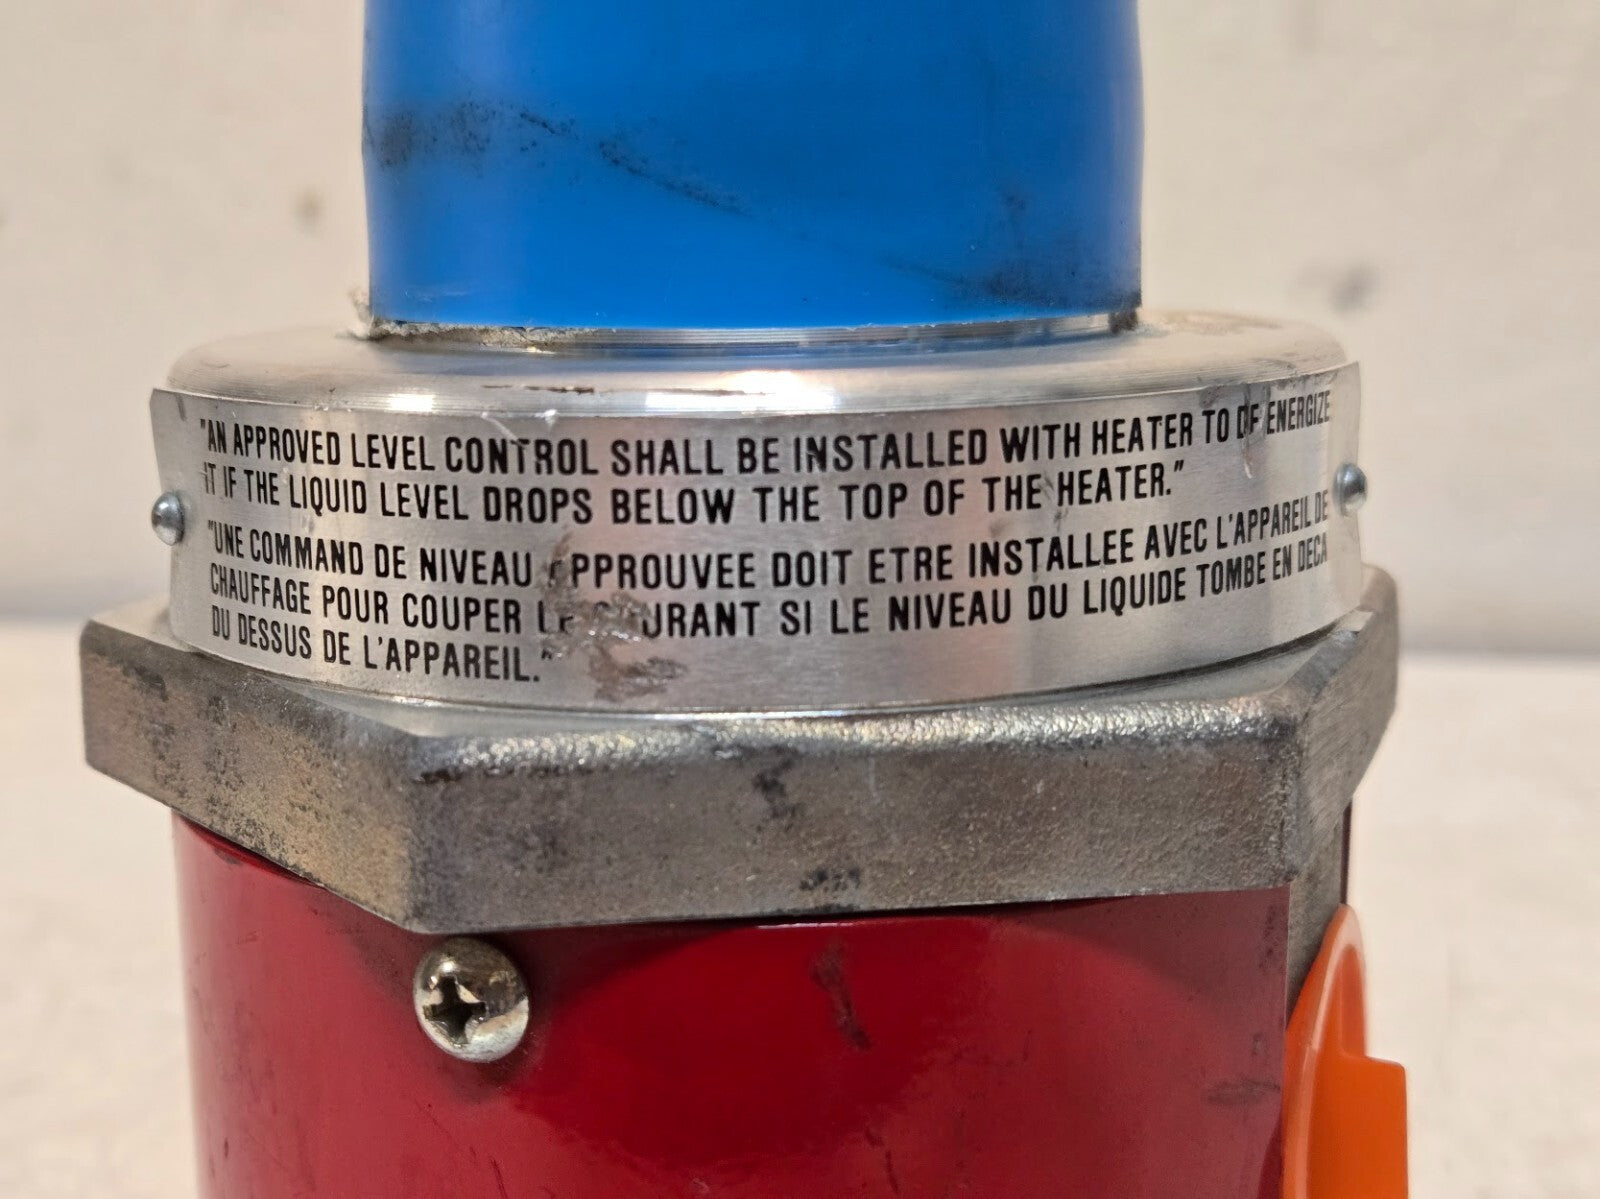 "AN APPROVED LEVEL CONTROL SHALL BE INSTALLED WITH HEATER TO DE ENERGIZE
IT IF THE LIQUID LEVEL DROPS BELOW THE TOP OF THE HEATER."
"UNE COMMAND DE NIVEAU APPROUVEE DOIT ETRE INSTALLEE AVEC L'APPAREIL DE
CHAUFFAGE POUR COUPER LE COURANT SI LE NIVEAU DU LIQUIDE TOMBE EN DECA
DU DESSUS DE L'APPAREIL."